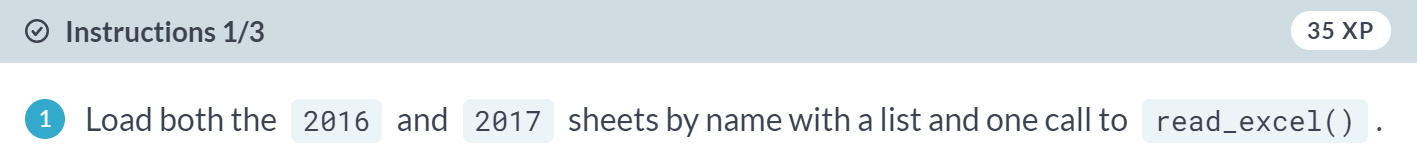 Instructions 1/3 35 XP
1 Load both the 2016 and 2017 sheets by name with a list and one call to read_excel() .